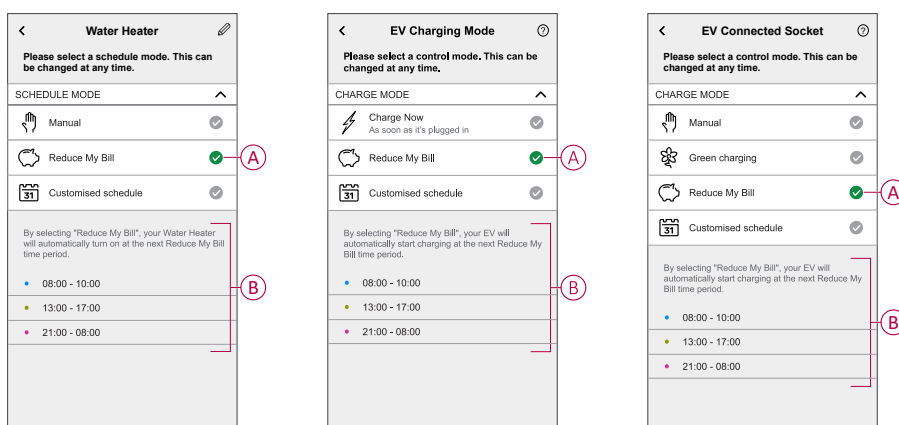 Water Heater
Please select a schedule mode. This can
be changed at any time.
SCHEDULE MODE
Manual
Reduce My Bill
A
31
Customised schedule
By selecting "Reduce My Bill", your Water Heater
will automatically turn on at the next Reduce My Bill
time period.
08:00 - 10:00
B
13:00 - 17:00
21:00 - 08:00
EV Charging Mode
?
Please select a control mode. This can be
changed at any time.
CHARGE MODE
Charge Now
As soon as it's plugged in
Reduce My Bill
A
31
Customised schedule
By selecting "Reduce My Bill", your EV will
automatically start charging at the next Reduce My
Bill time period.
08:00 - 10:00
B
13:00 - 17:00
21:00 - 08:00
EV Connected Socket
?
Please select a control mode. This can be
changed at any time.
CHARGE MODE
Manual
Green charging
Reduce My Bill
A
31
Customised schedule
By selecting "Reduce My Bill", your EV will
automatically start charging at the next Reduce My
Bill time period.
08:00 - 10:00
B
13:00 - 17:00
21:00 - 08:00